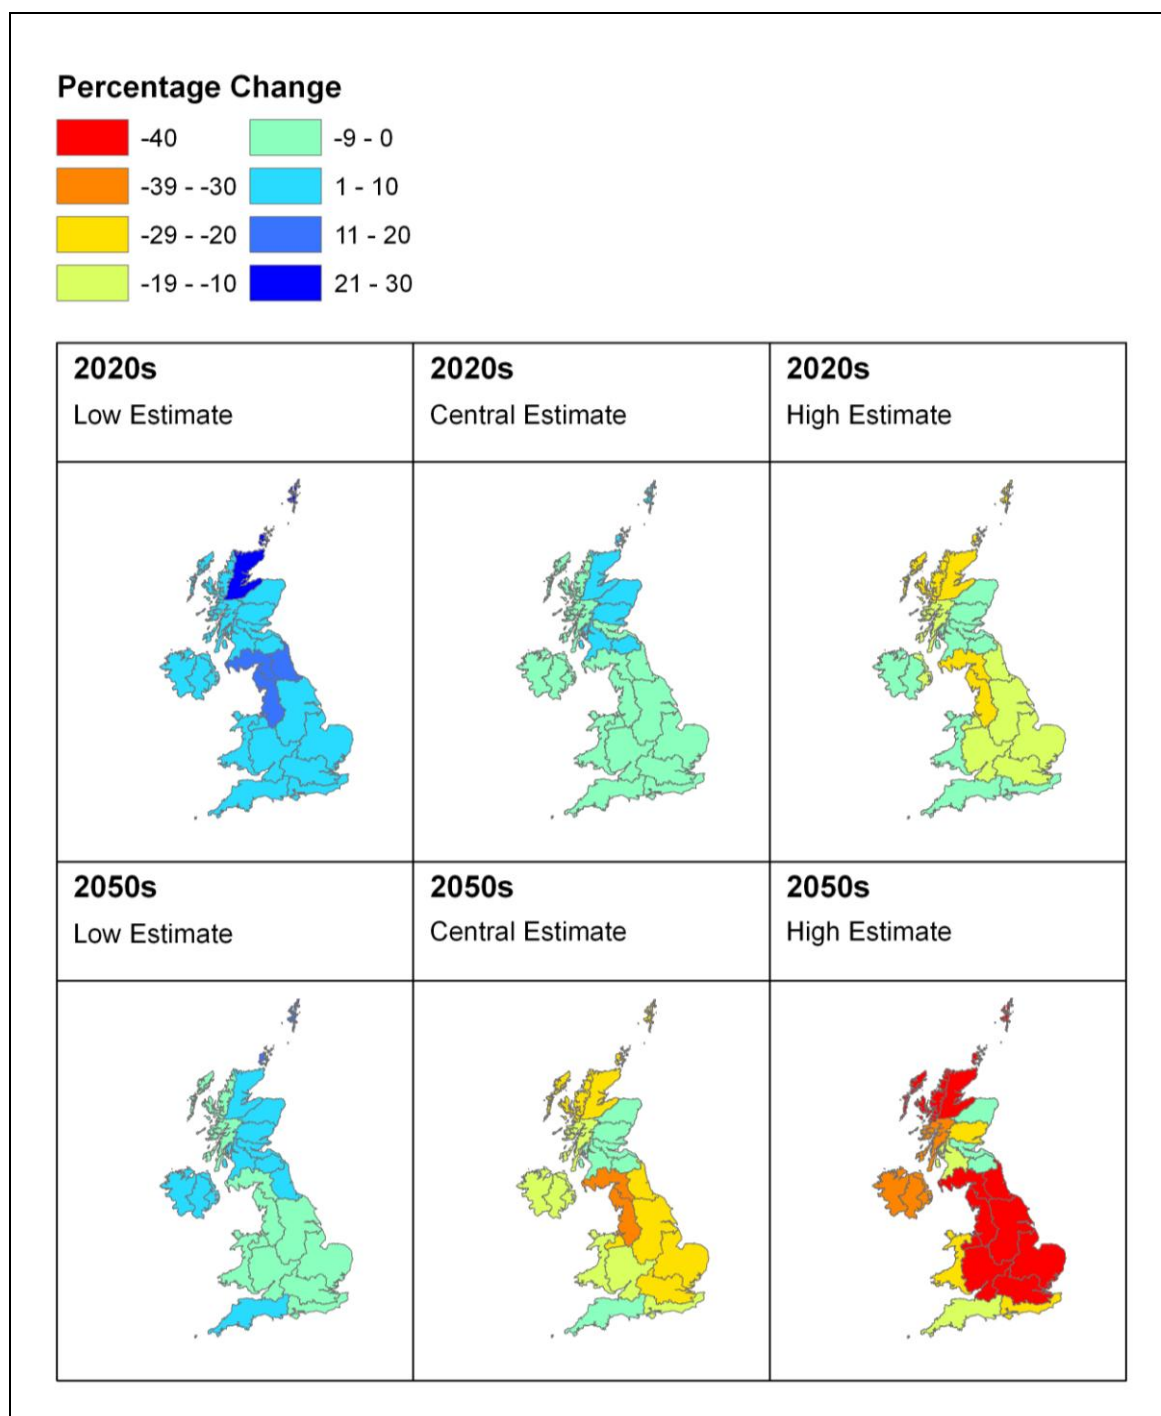 Percentage Change
-40
-9 - 0
-39 - -30
1 - 10
-29 - -20
11 - 20
-19 - -10
21 - 30
2020s
Low Estimate
2020s
Central Estimate
2020s
High Estimate
2050s
Low Estimate
2050s
Central Estimate
2050s
High Estimate